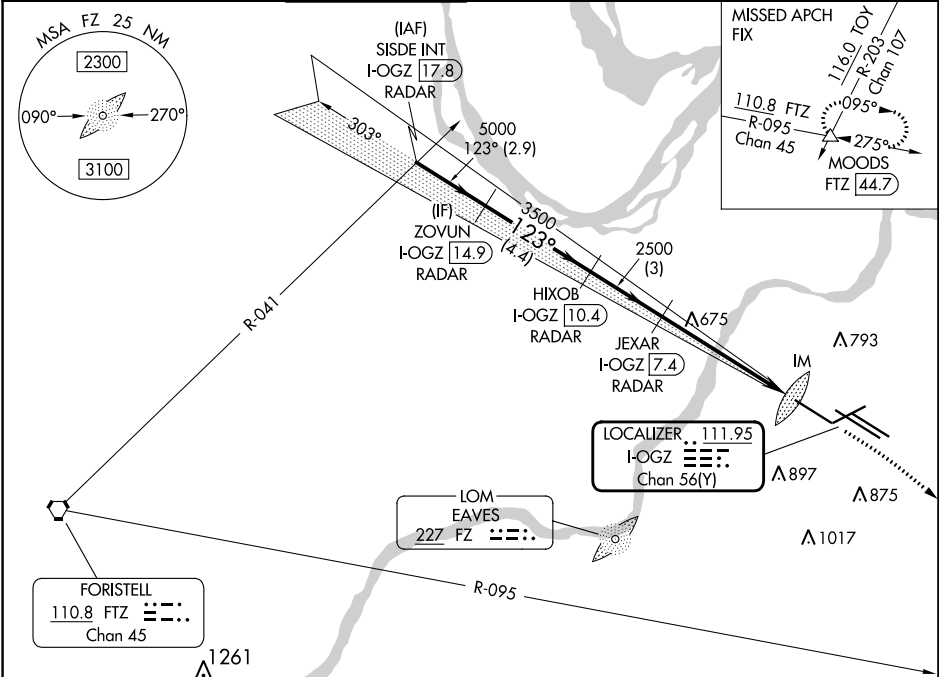 MSA FZ 25 NM
2300
090°
270°
3100
(IAF)
SISDE INT
I-OGZ 17.8
RADAR
303°
5000
123° (2.9)
(IF)
ZOVUN
I-OGZ 14.9
RADAR
3500
123°
(4.4)
2500
(3)
HIXOB
I-OGZ 10.4
RADAR
JEXAR
I-OGZ 7.4
RADAR
675
793
IM
MISSED APCH
FIX
116.0 TOY
R-203
Chan 107
110.8 FTZ
R-095
Chan 45
095°
275°
MOODS
FTZ 44.7
R-041
LOCALIZER 111.95
I-OGZ
Chan 56(Y)
897
875
1017
LOM
EAVES
227 FZ
R-095
FORISTELL
110.8 FTZ
Chan 45
1261